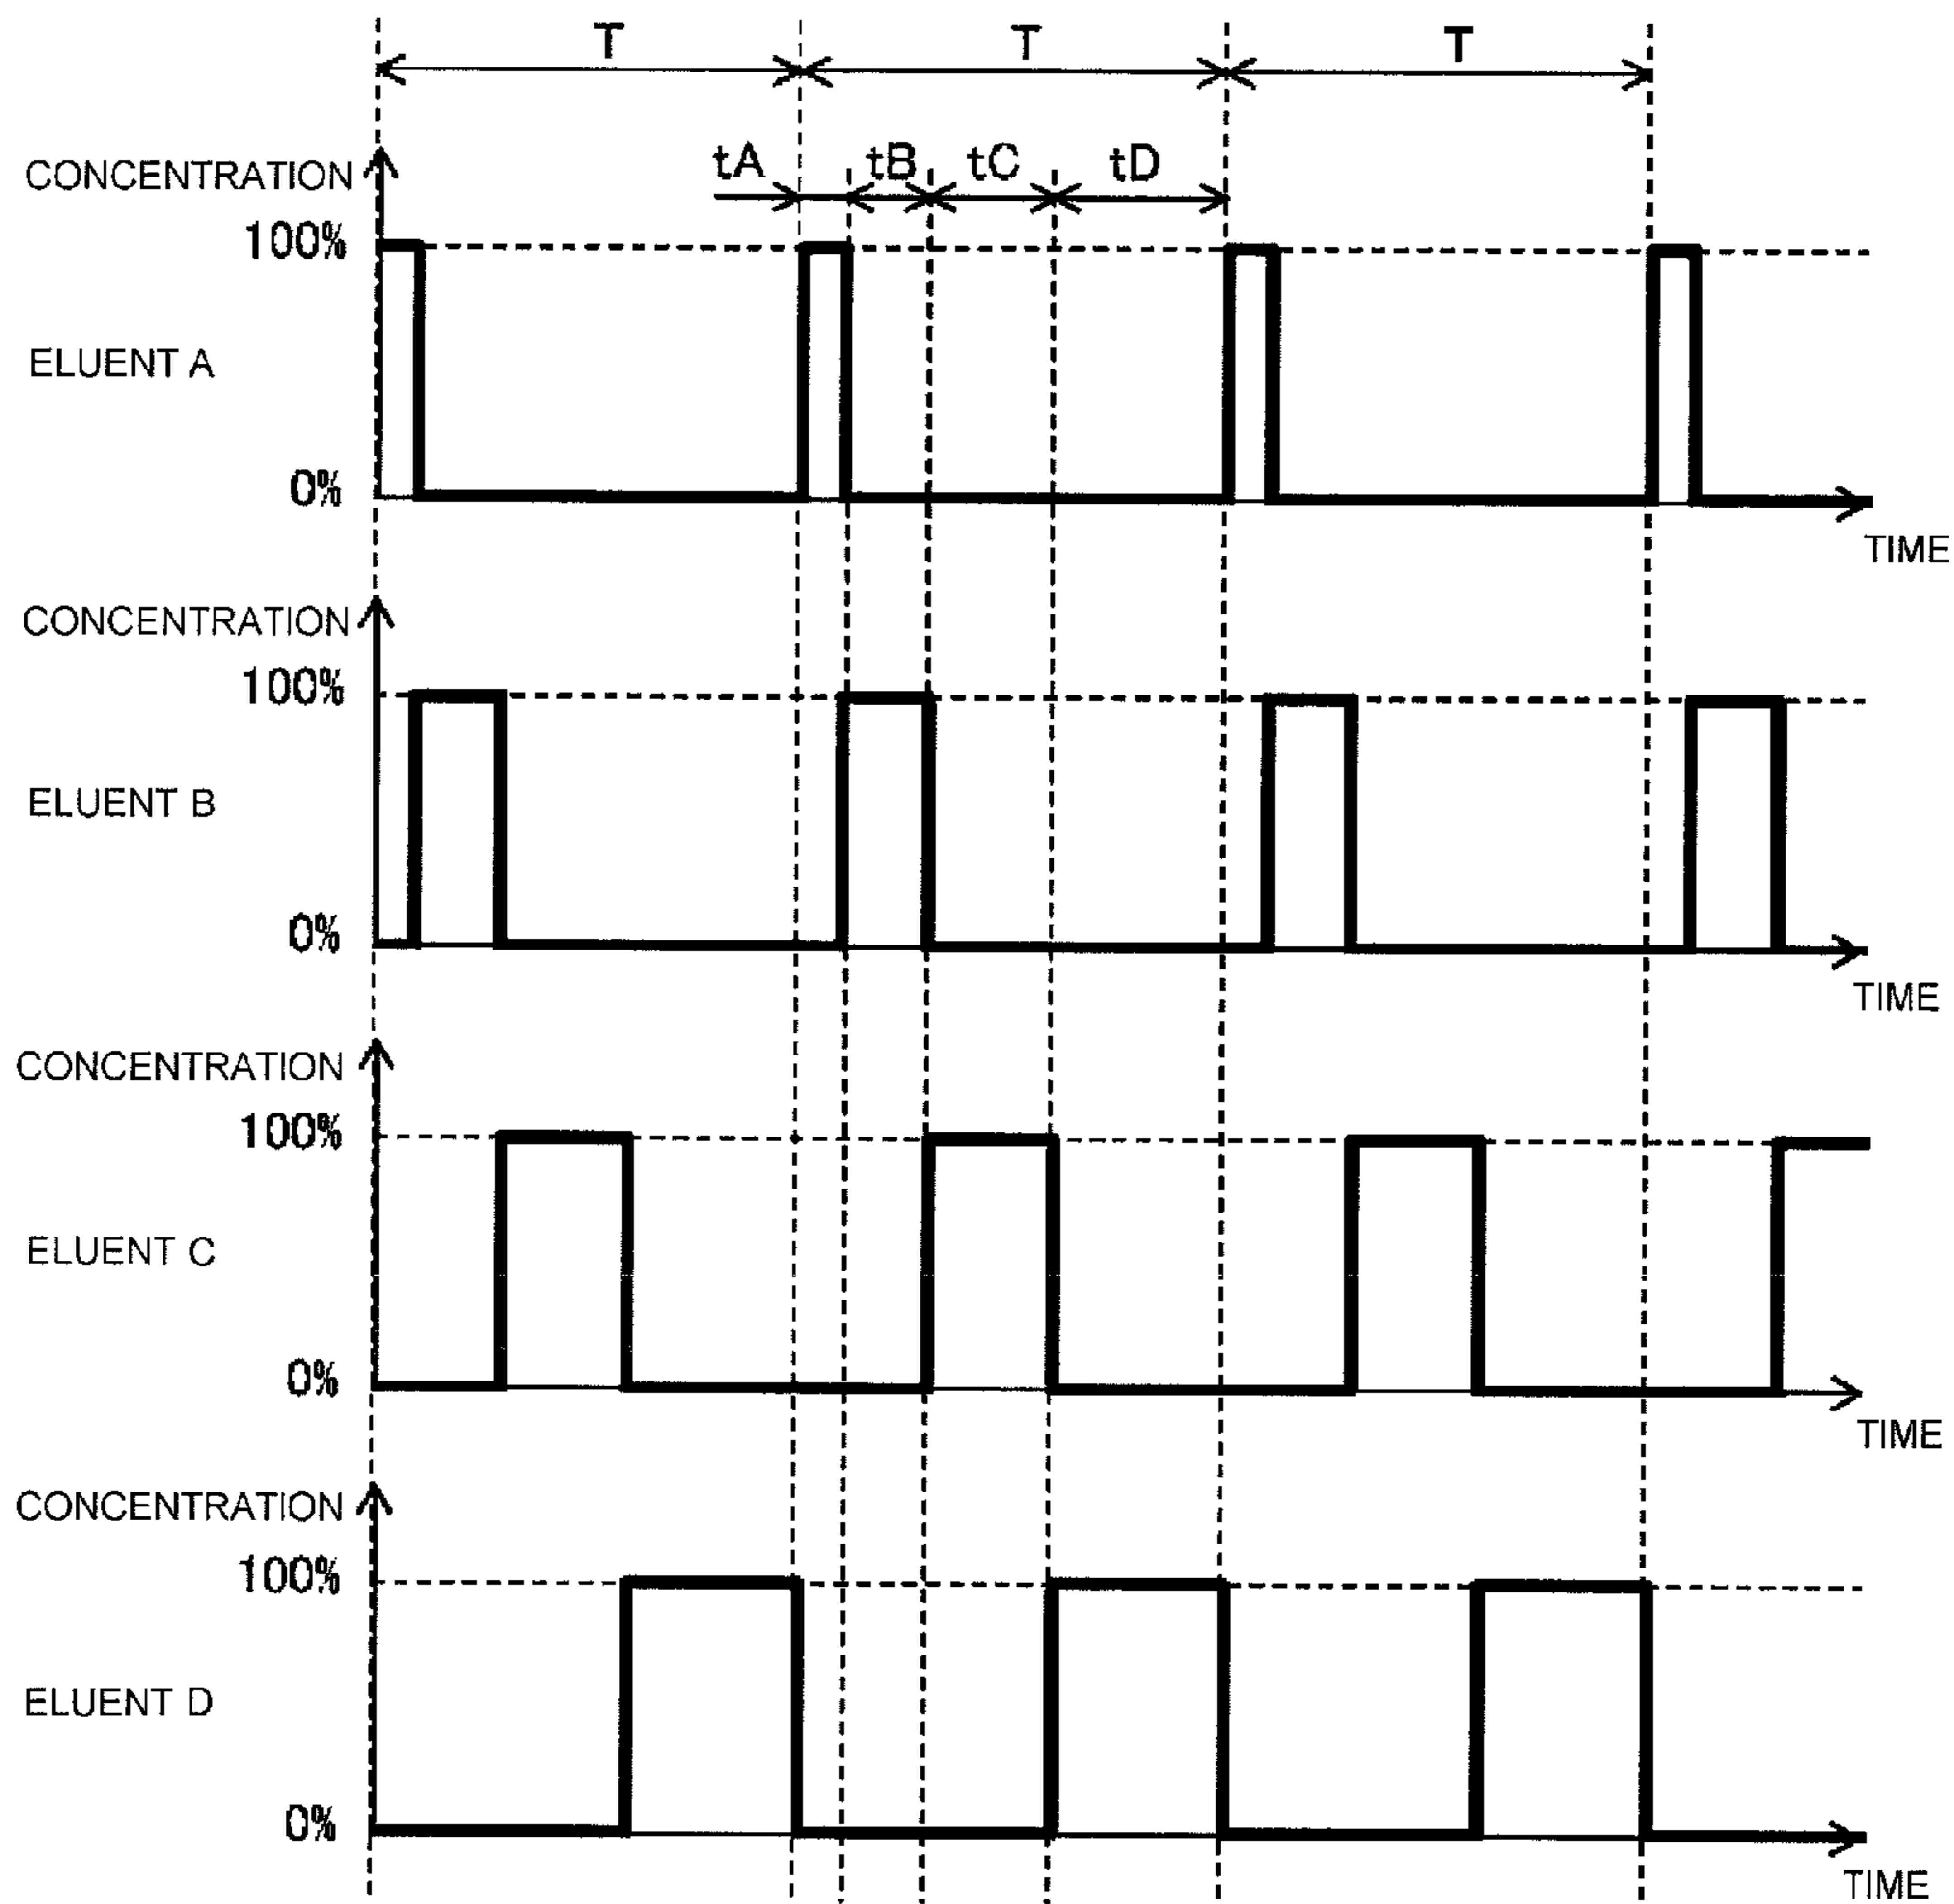 T T T
tA tB tC tD
CONCENTRATION
100%
ELUENT A
0%
TIME
CONCENTRATION
100%
ELUENT B
0%
TIME
CONCENTRATION
100%
ELUENT C
0%
TIME
CONCENTRATION
100%
ELUENT D
0%
TIME